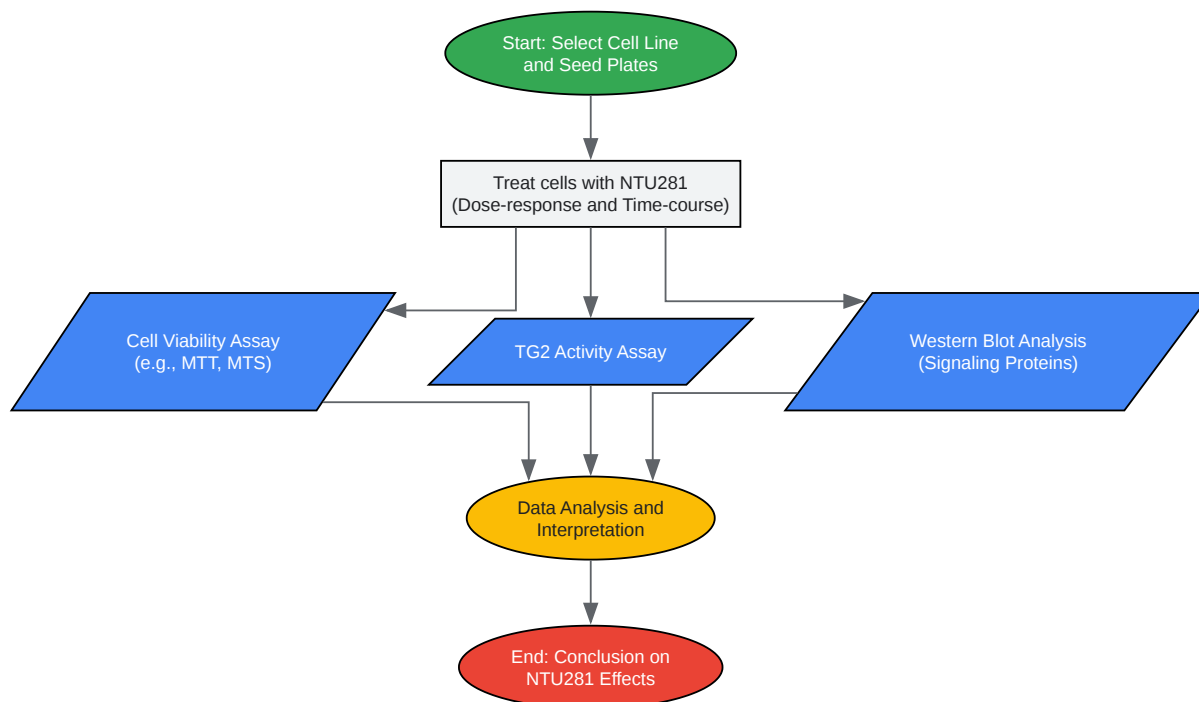 Start: Select Cell Line
and Seed Plates
Treat cells with NTU281
(Dose-response and Time-course)
Cell Viability Assay
(e.g., MTT, MTS)
TG2 Activity Assay
Western Blot Analysis
(Signaling Proteins)
Data Analysis and
Interpretation
End: Conclusion on
NTU281 Effects